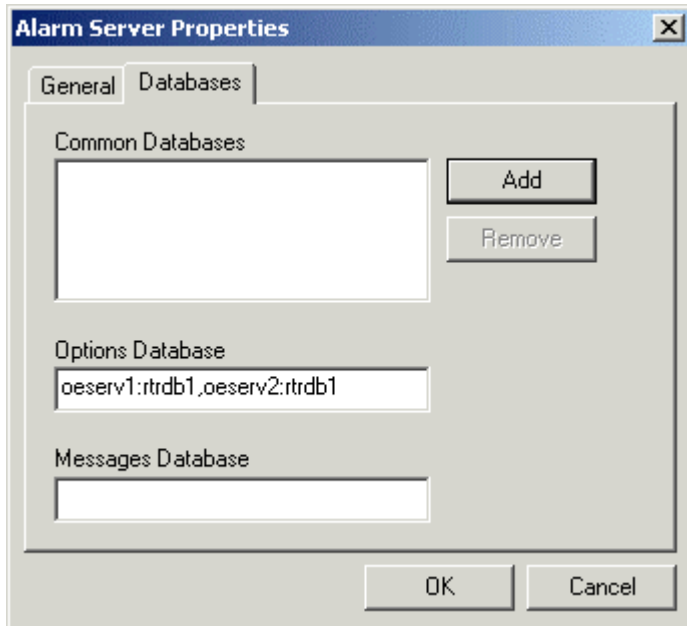 Alarm Server Properties
General Databases
Common Databases
Add
Remove
Options Database
oeserv1:rtrdb1,oeserv2:rtrdb1
Messages Database
OK Cancel